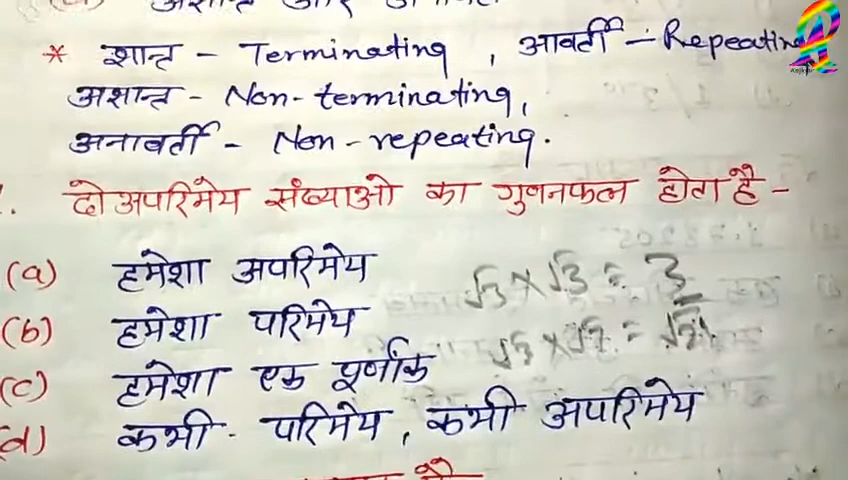 * शान्त - Terminating , आवर्ती - Repeating
अशान्त - Non-terminating,
अनावर्ती - Non-repeating.
दो अपरिमेय संख्याओ का गुणनफल होता है -
(a) हमेशा अपरिमेय
√3 × √3 = 3
(b) हमेशा परिमेय
(c) हमेशा एक पूर्णांक
(d) कभी - परिमेय , कभी अपरिमेय